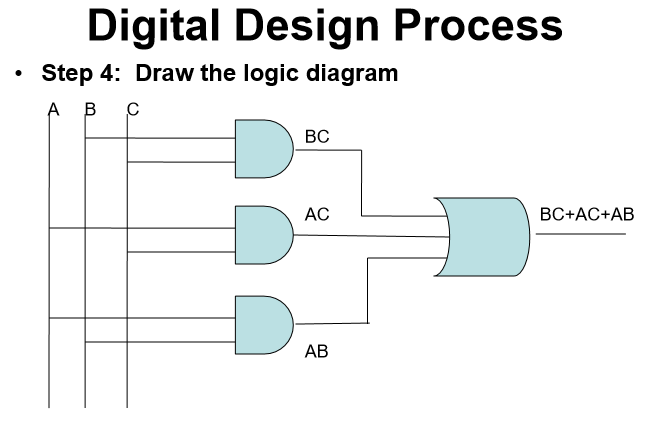 Digital Design Process
• Step 4: Draw the logic diagram
A B C
BC
AC
BC+AC+AB
AB